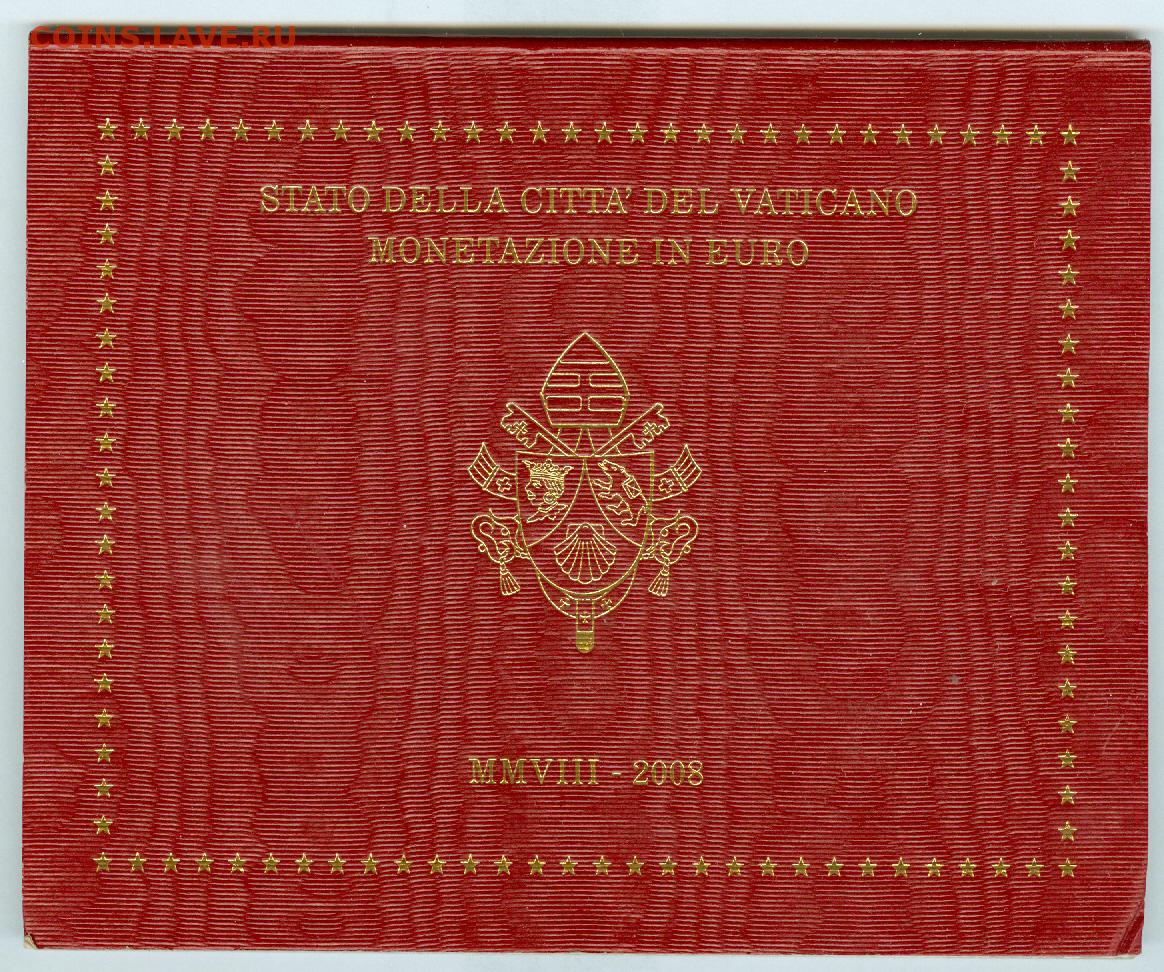 COINS.LAVE.RU
STATO DELLA CITTA' DEL VATICANO
MONETAZIONE IN EURO
MMVIII - 2008